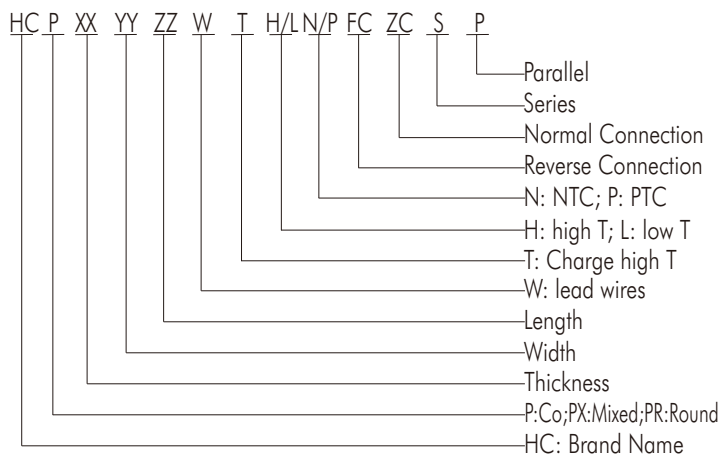 HC P XX YY ZZ W T H/L N/P FC ZC S P
Parallel
Series
Normal Connection
Reverse Connection
N: NTC; P: PTC
H: high T; L: low T
T: Charge high T
W: lead wires
Length
Width
Thickness
P:Co;PX:Mixed;PR:Round
HC: Brand Name